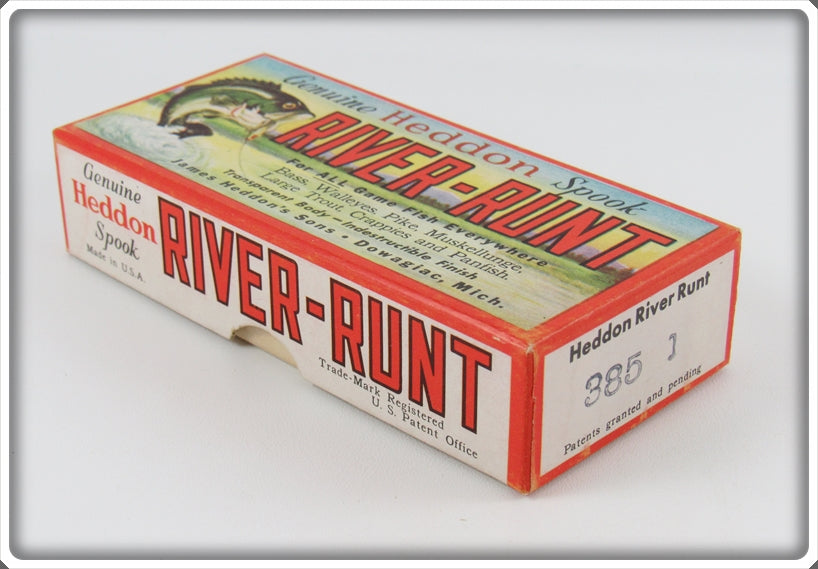 Genuine Heddon Spook
RIVER-RUNT
For ALL Game Fish Everywhere
Bass, Walleyes, Pike, Muskellunge,
Large Trout, Crappies and Panfish.
Transparent Body - Indestructible Finish
James Heddon's Sons • Dowagiac, Mich.
Genuine
Heddon
Spook
Made in U.S.A.
RIVER-RUNT
Trade-Mark Registered
U. S. Patent Office
Heddon River Runt
385 J
Patents granted and pending